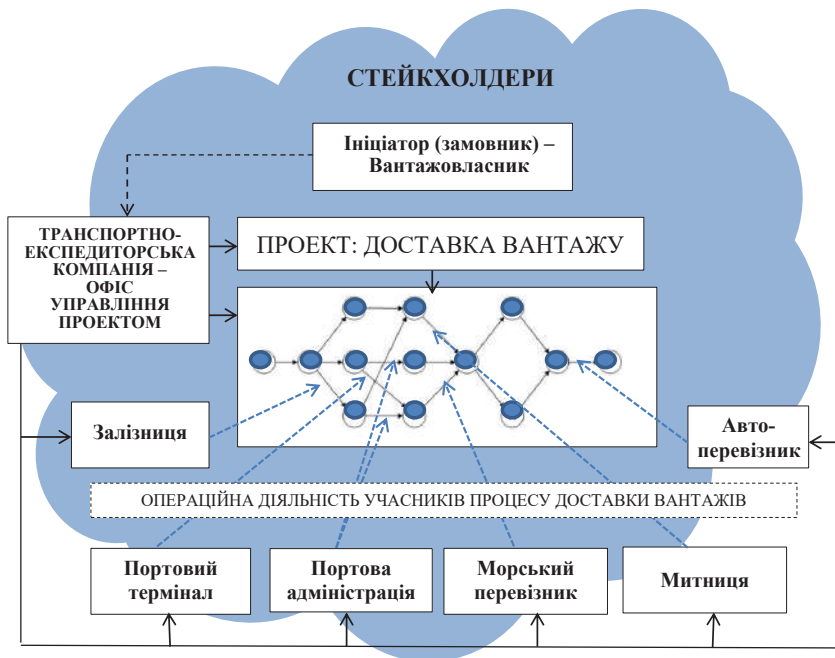 СТЕЙКХОЛДЕРИ
Ініціатор (замовник) –
Вантажовласник
ТРАНСПОРТНО-
ЕКСПЕДИТОРСЬКА
КОМПАНІЯ –
ОФІС
УПРАВЛІННЯ
ПРОЕКТОМ
ПРОЕКТ: ДОСТАВКА ВАНТАЖУ
Залізниця
Авто-
перевізник
ОПЕРАЦІЙНА ДІЯЛЬНІСТЬ УЧАСНИКІВ ПРОЦЕСУ ДОСТАВКИ ВАНТАЖІВ
Портовий
термінал
Портова
адміністрація
Морський
перевізник
Митниця